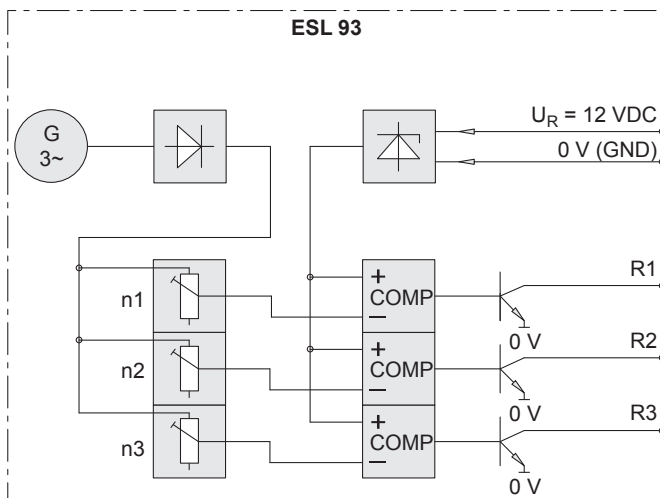 ESL 93
G
3~
U_R = 12 VDC
0 V (GND)
n1
+
COMP
−
R1
0 V
n2
+
COMP
−
R2
0 V
n3
+
COMP
−
R3
0 V